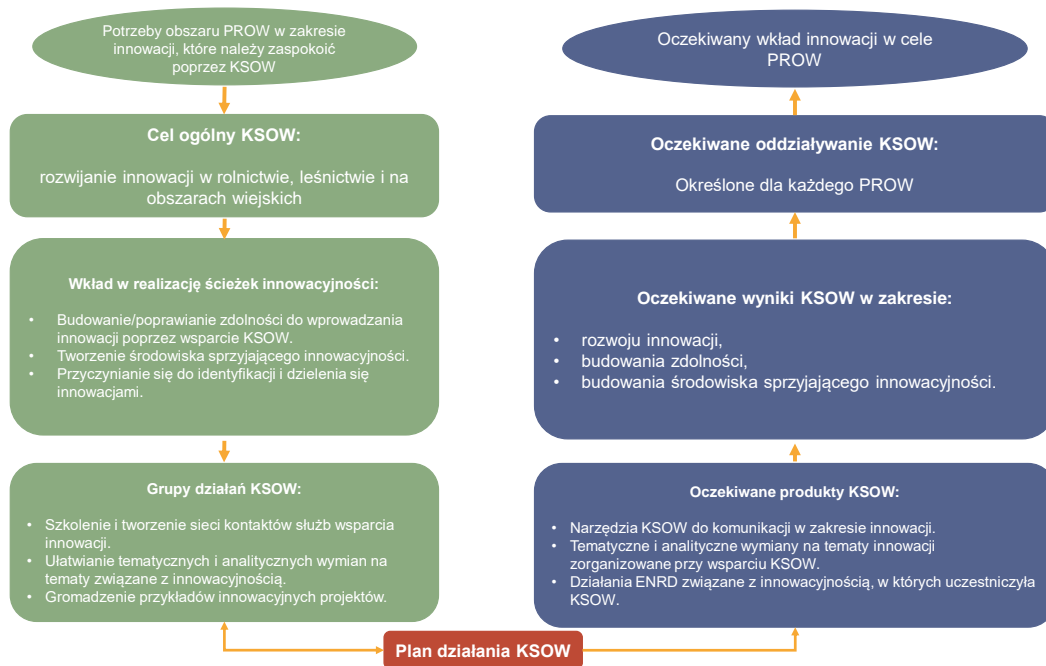 Potrzeby obszaru PROW w zakresie
innowacji, które należy zaspokoić
poprzez KSOW
Cel ogólny KSOW:
rozwijanie innowacji w rolnictwie, leśnictwie i na
obszarach wiejskich
Wkład w realizację ścieżek innowacyjności:
• Budowanie/poprawianie zdolności do wprowadzania
innowacji poprzez wsparcie KSOW.
• Tworzenie środowiska sprzyjającego innowacyjności.
• Przyczynianie się do identyfikacji i dzielenia się
innowacjami.
Grupy działań KSOW:
• Szkolenie i tworzenie sieci kontaktów służb wsparcia
innowacji.
• Ułatwianie tematycznych i analitycznych wymian na
tematy związane z innowacyjnością.
• Gromadzenie przykładów innowacyjnych projektów.
Plan działania KSOW
Oczekiwany wkład innowacji w cele
PROW
Oczekiwane oddziaływanie KSOW:
Określone dla każdego PROW
Oczekiwane wyniki KSOW w zakresie:
• rozwoju innowacji,
• budowania zdolności,
• budowania środowiska sprzyjającego innowacyjności.
Oczekiwane produkty KSOW:
• Narzędzia KSOW do komunikacji w zakresie innowacji.
• Tematyczne i analityczne wymiany na tematy innowacji
zorganizowane przy wsparciu KSOW.
• Działania ENRD związane z innowacyjnością, w których uczestniczyła
KSOW.